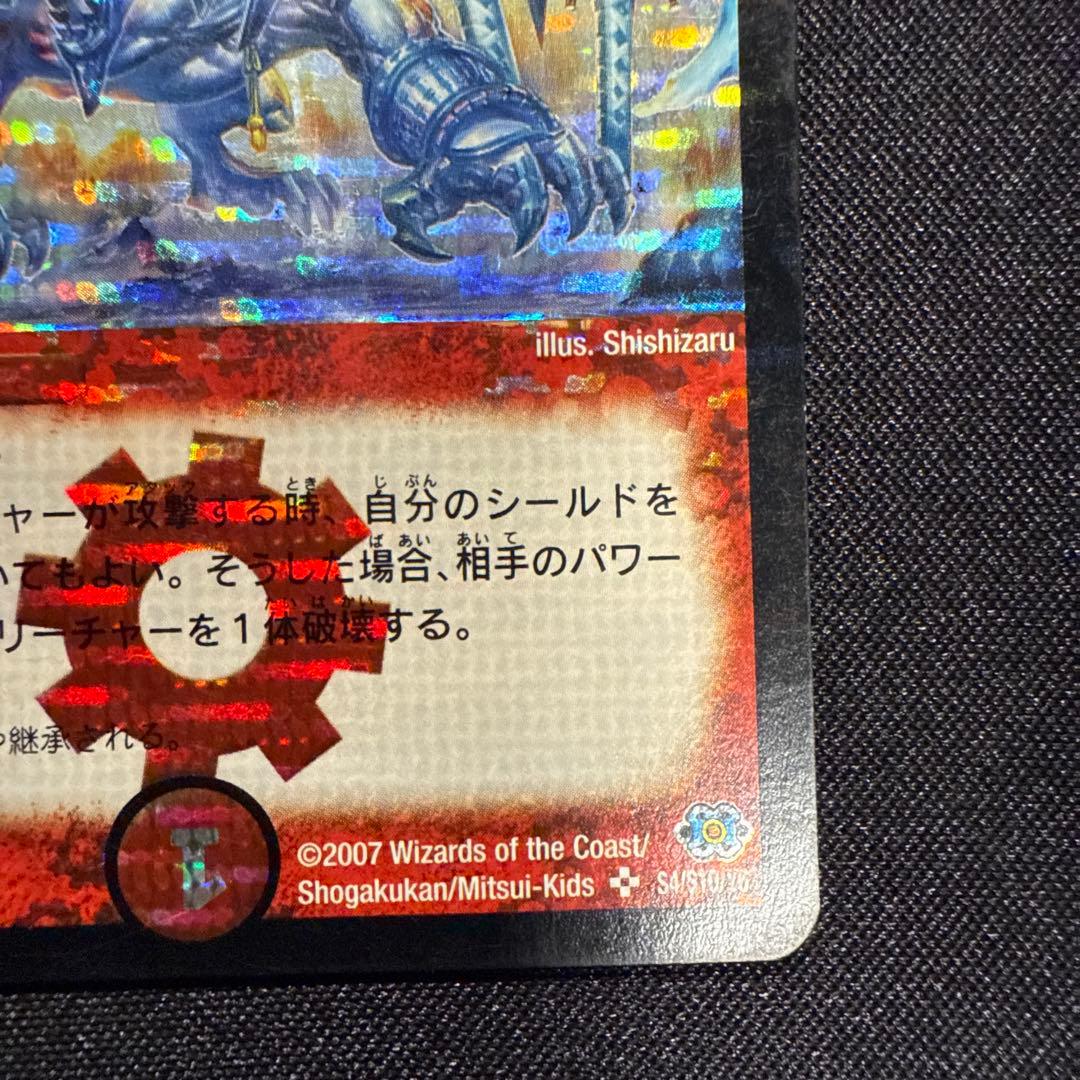 illus. Shishizaru
ャーが攻撃する時、自分のシールドを
いてもよい。そうした場合、相手のパワー
リーチャーを1体破壊する。
継承される。
©2007 Wizards of the Coast/
Shogakukan/Mitsui-Kids S4/S10/Y6